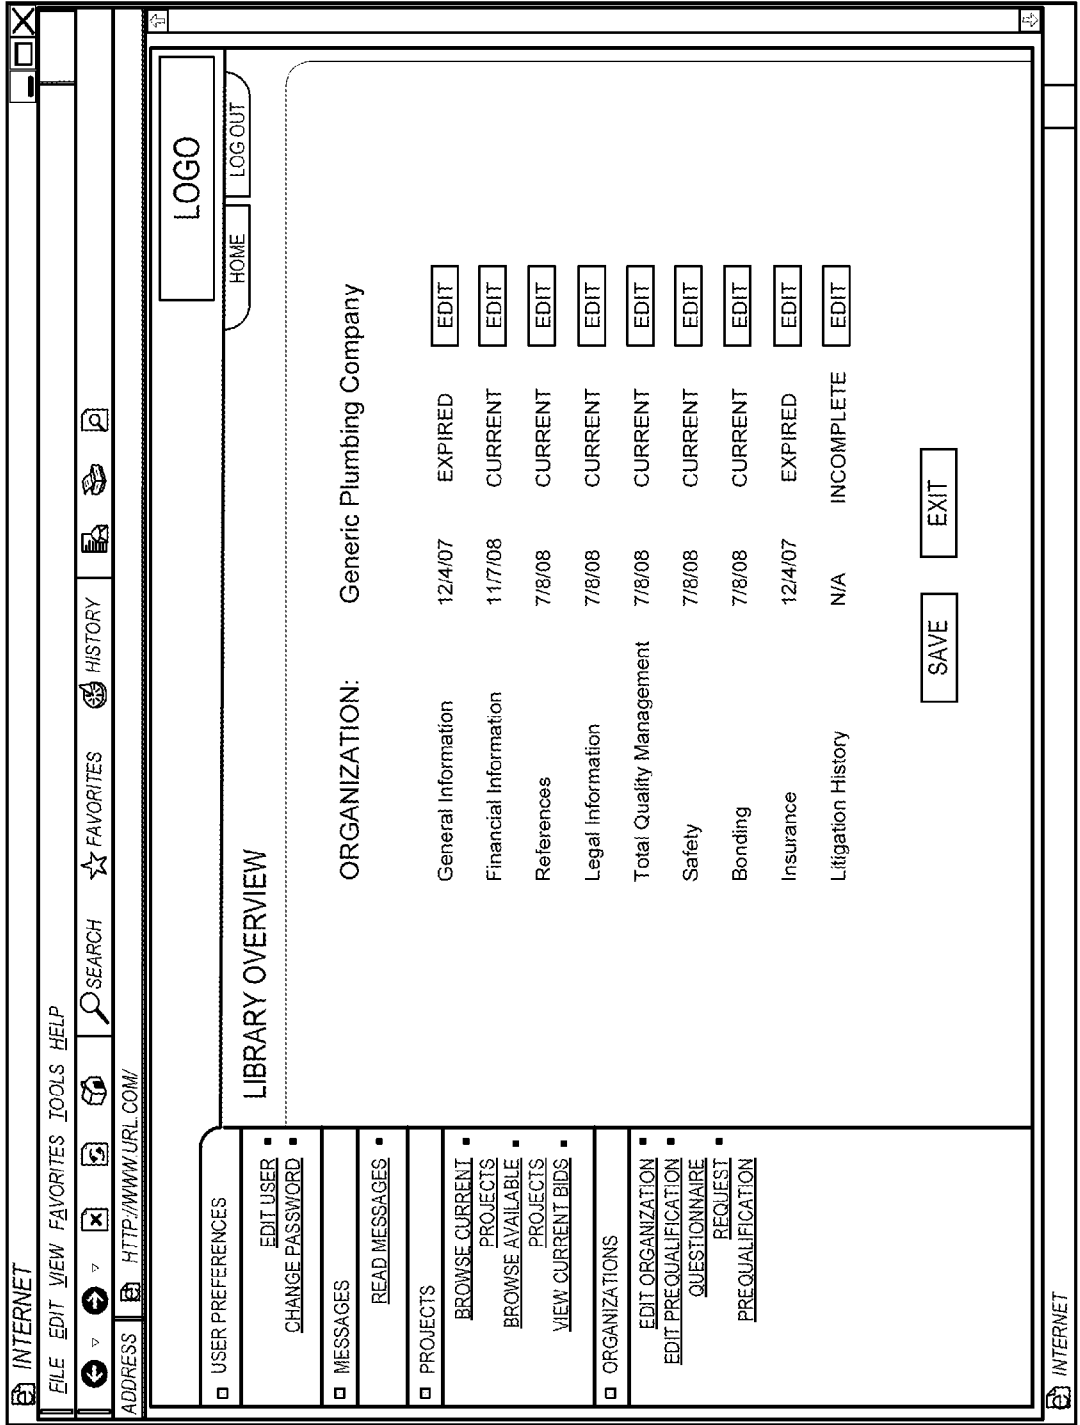 INTERNET
FILE EDIT VIEW FAVORITES TOOLS HELP
SEARCH FAVORITES HISTORY
ADDRESS HTTP://WWW.URL.COM/
LOGO
HOME LOG OUT
USER PREFERENCES
EDIT USER
CHANGE PASSWORD
MESSAGES
READ MESSAGES
PROJECTS
BROWSE CURRENT
PROJECTS
BROWSE AVAILABLE
PROJECTS
VIEW CURRENT BIDS
ORGANIZATIONS
EDIT ORGANIZATION
EDIT PREQUALIFICATION
QUESTIONNAIRE
REQUEST
PREQUALIFICATION
LIBRARY OVERVIEW
ORGANIZATION: Generic Plumbing Company
General Information 12/4/07 EXPIRED EDIT
Financial Information 11/7/08 CURRENT EDIT
References 7/8/08 CURRENT EDIT
Legal Information 7/8/08 CURRENT EDIT
Total Quality Management 7/8/08 CURRENT EDIT
Safety 7/8/08 CURRENT EDIT
Bonding 7/8/08 CURRENT EDIT
Insurance 12/4/07 EXPIRED EDIT
Litigation History N/A INCOMPLETE EDIT
SAVE EXIT
INTERNET